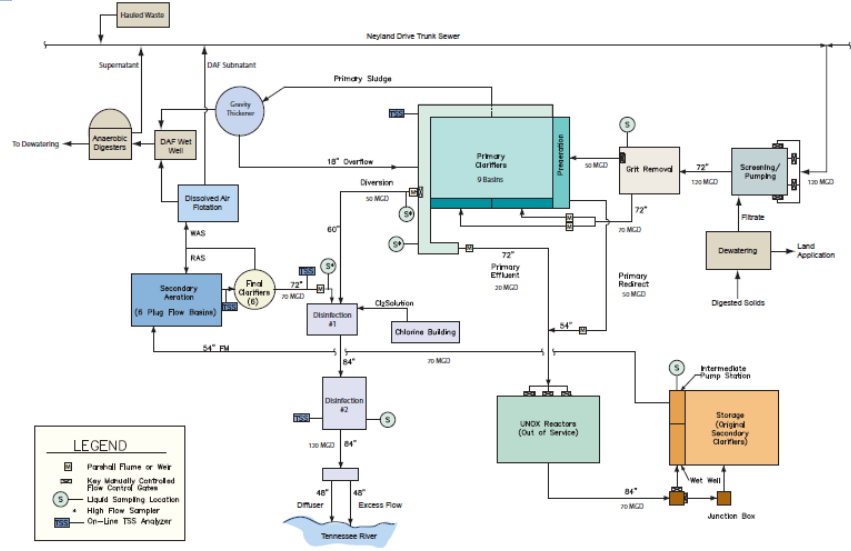 Hauled Waste
Neyland Drive Trunk Sewer
Supernatant
DAF Subnatant
Primary Sludge
Gravity
Thickener
TSS
S
Anaerobic
Digesters
DAF Wet
Well
To Dewatering
18" Overflow
Primary
Clarifiers
9 Basins
Preaeration
50 MGD
Grit Removal
72"
120 MGD
Screening/
Pumping
120 MGD
Diversion
50 MGD
M
S*
Dissolved Air
Flotation
60"
72"
70 MGD
M
M
Filtrate
WAS
RAS
S*
M
72"
Primary
Effluent
20 MGD
Primary
Redirect
50 MGD
Dewatering
Land
Application
Digested Solids
Secondary
Aeration
(6 Plug Flow Basins)
TSS
Final
Clarifiers
(6)
72"
70 MGD
TSS
M
S*
Disinfection
#1
Cl2Solution
Chlorine Building
54"
M
54" FM
70 MGD
84"
Disinfection
#2
TSS
S
120 MGD
84"
48"
48"
Diffuser
Excess Flow
Tennessee River
UNOX Reactors
(Out of Service)
S
Intermediate
Pump Station
Storage
(Original
Secondary
Clarifiers)
Wet Well
84"
70 MGD
Junction Box
LEGEND
M Parshall Flume or Weir
Key Manually Controlled
Flow Control Gates
S Liquid Sampling Location
* High Flow Sampler
TSS On-Line TSS Analyzer